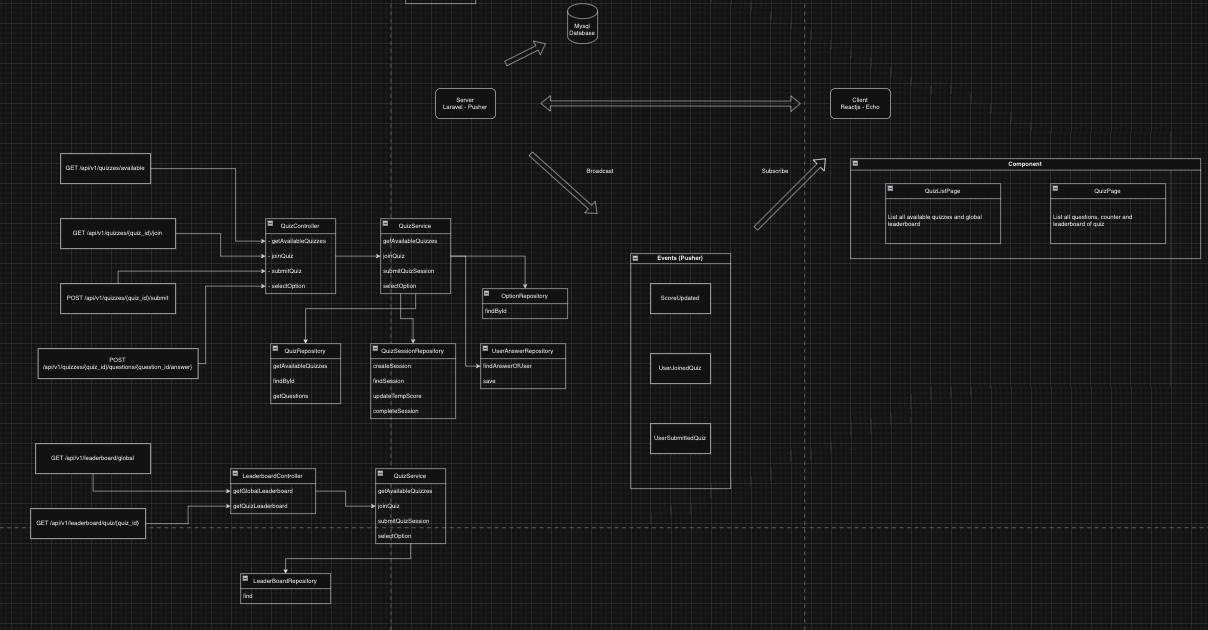 Mysql
Database
Server
Laravel - Pusher
Client
Reactjs - Echo
Broadcast
Subscribe
Component
QuizListPage
List all available quizzes and global
leaderboard
QuizPage
List all questions, counter and
leaderboard of quiz
GET /api/v1/quizzes/available
GET /api/v1/quizzes/{quiz_id}/join
POST /api/v1/quizzes/{quiz_id}/submit
POST
/api/v1/quizzes/{quiz_id}/questions/{question_id/answer}
QuizController
- getAvailableQuizzes
- joinQuiz
- submitQuiz
- selectOption
QuizService
getAvailableQuizzes
joinQuiz
submitQuizSession
selectOption
OptionRepository
findById
QuizRepository
getAvailableQuizzes
findById
getQuestions
QuizSessionRepository
createSession
findSession
updateTempScore
completeSession
UserAnswerRepository
findAnswerOfUser
save
Events (Pusher)
ScoreUpdated
UserJoinedQuiz
UserSubmittedQuiz
GET /api/v1/leaderboard/global
GET /api/v1/leaderboard/quiz/{quiz_id}
LeaderboardController
getGlobalLeaderboard
getQuizLeaderboard
QuizService
getAvailableQuizzes
joinQuiz
submitQuizSession
selectOption
LeaderBoardRepository
find